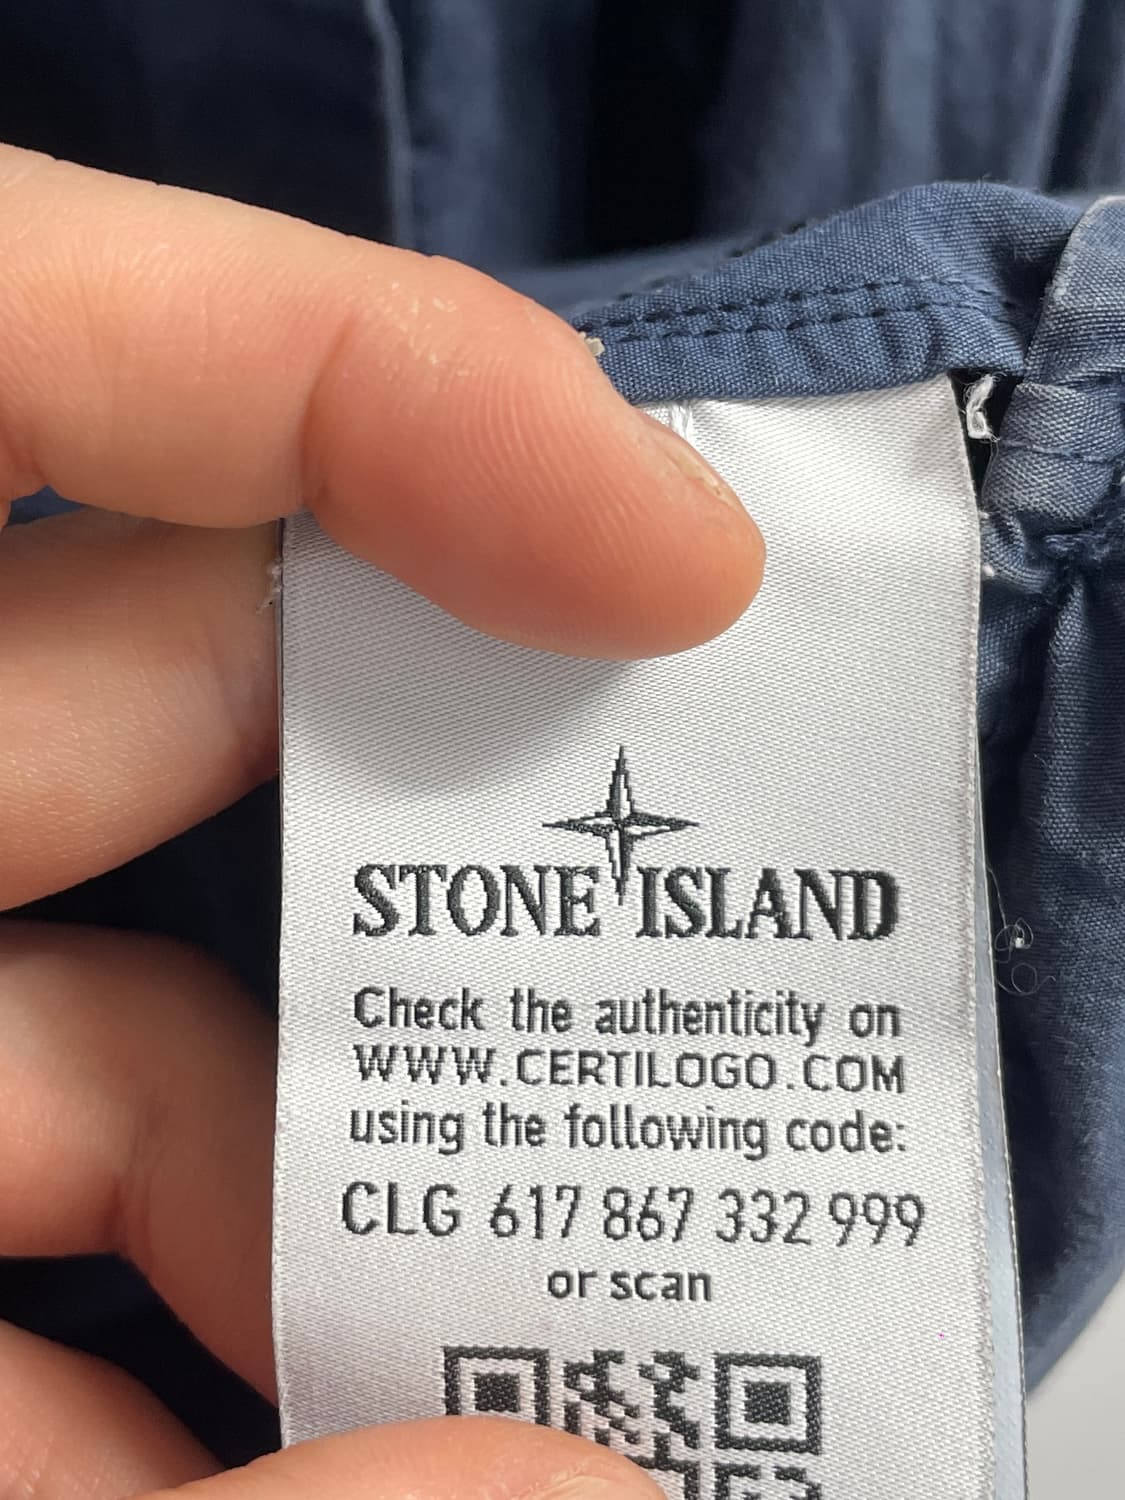 STONE ISLAND
Check the authenticity on
WWW.CERTILOGO.COM
using the following code:
CLG 617 867 332 999
or scan